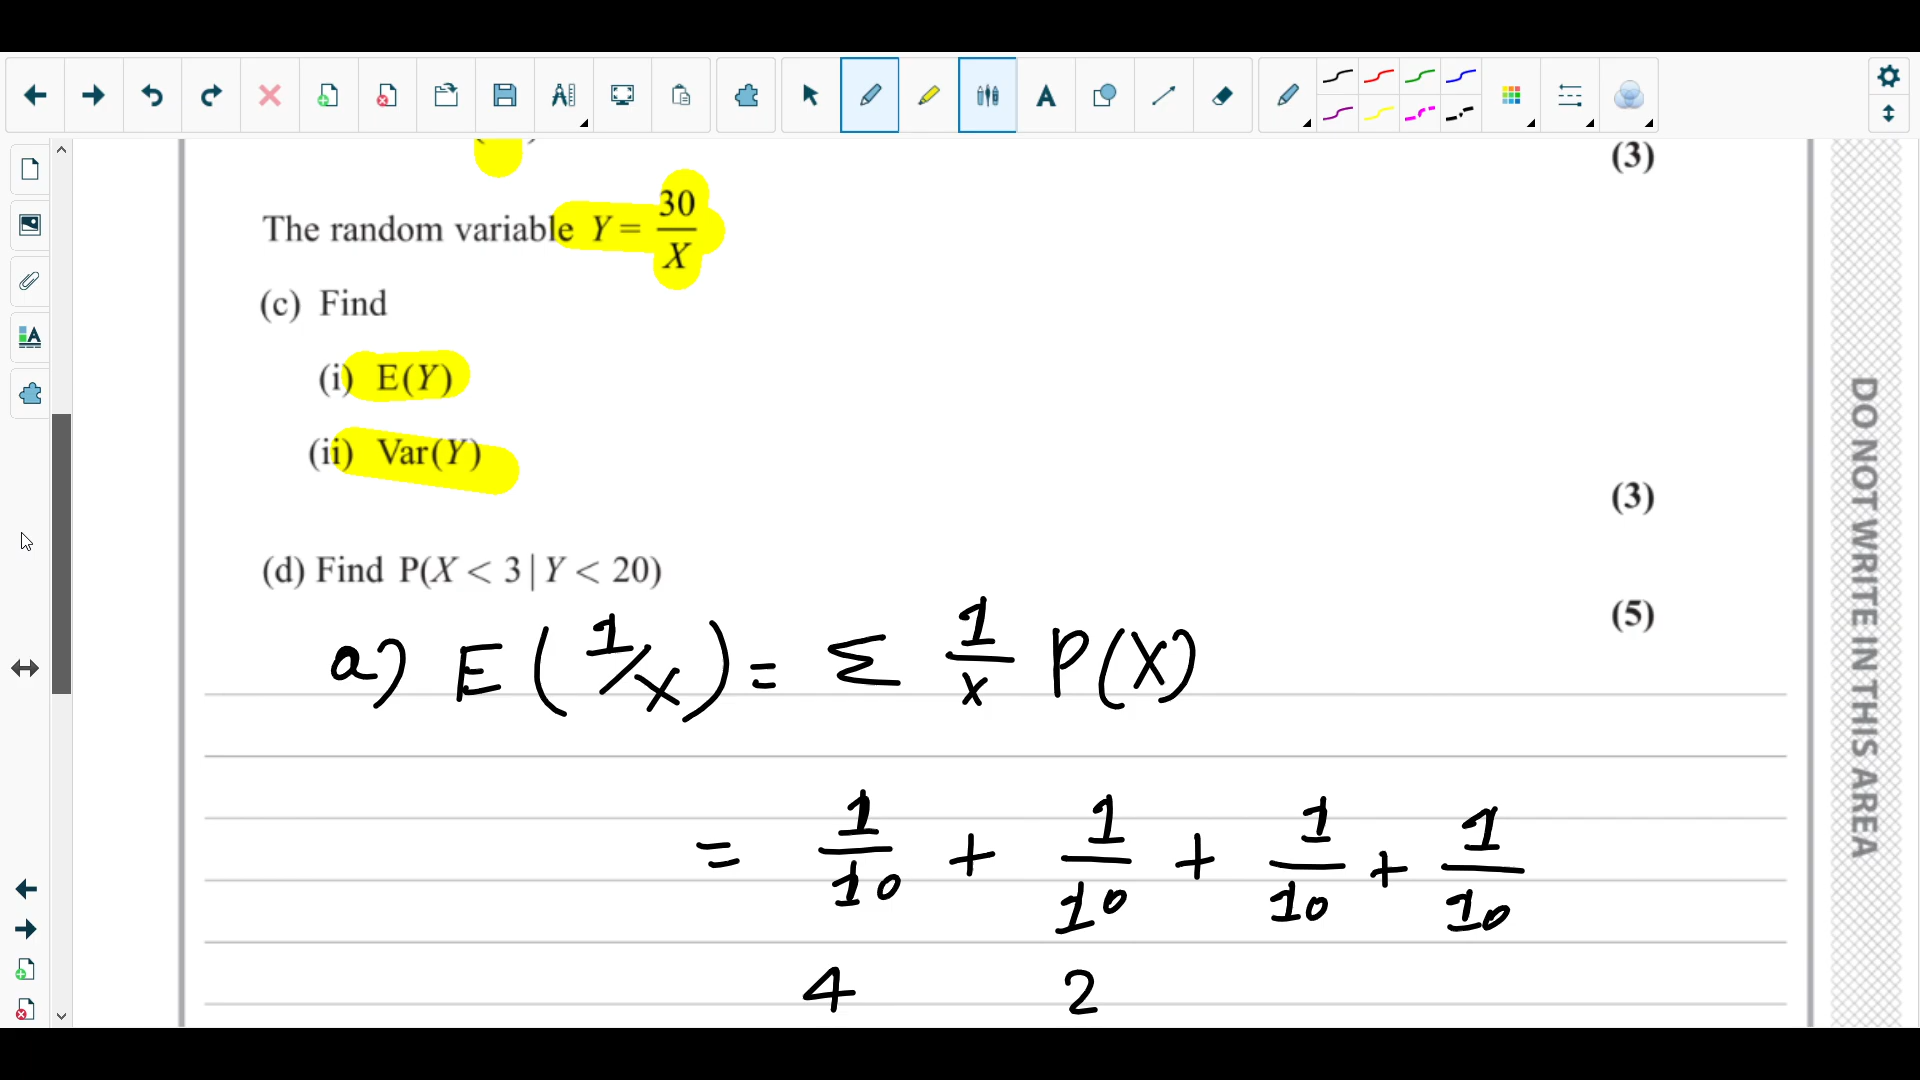 (3)
The random variable Y = 30/X
(c) Find
(i) E(Y)
(ii) Var(Y)
(3)
(d) Find P(X < 3 | Y < 20)
(5)
a) E(1/X) = Σ 1/x P(X)
= 1/10 + 1/10 + 1/10 + 1/10
4 2
DO NOT WRITE IN THIS AREA